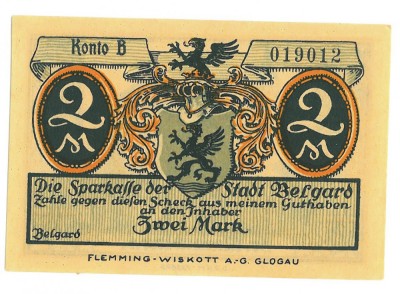 Konto B
019012
2 M
2 M
Die Sparkasse der Stadt Belgard
Zahle gegen diesen Scheck aus meinem Guthaben
an den Inhaber
Zwei Mark
Belgard
FLEMMING-WISKOTT A.-G. GLOGAU